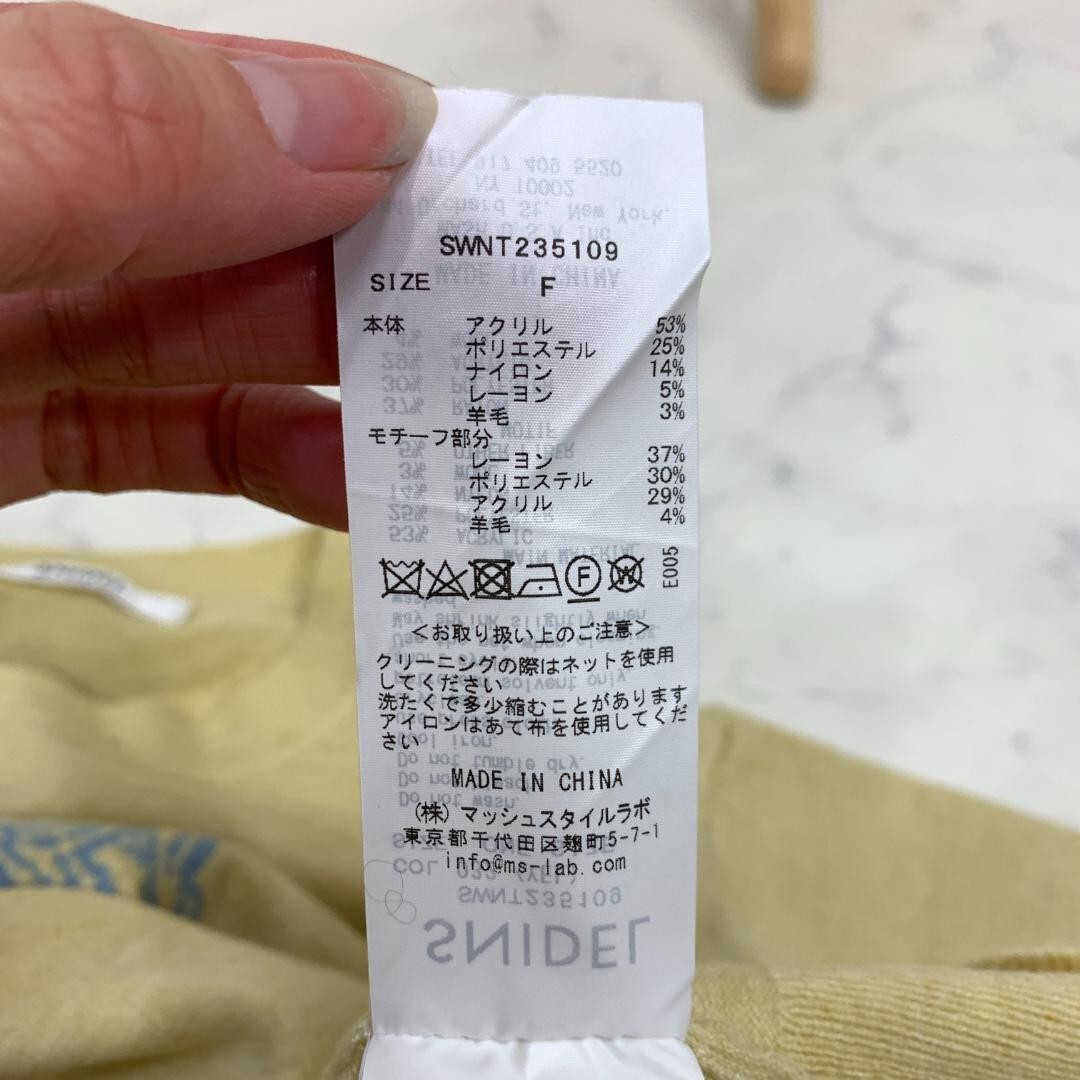 SWNT235109
SIZE F
本体 アクリル 53%
ポリエステル 25%
ナイロン 14%
レーヨン 5%
羊毛 3%
モチーフ部分
レーヨン 37%
ポリエステル 30%
アクリル 29%
羊毛 4%
F W E005
＜お取り扱い上のご注意＞
クリーニングの際はネットを使用
してください
洗たくで多少縮むことがあります
アイロンはあて布を使用してくだ
さい
MADE IN CHINA
(株) マッシュスタイルラボ
東京都千代田区麹町5-7-1
info@ms-lab.com
COL 022 (YEL)
SWNT235109
SNIDEL